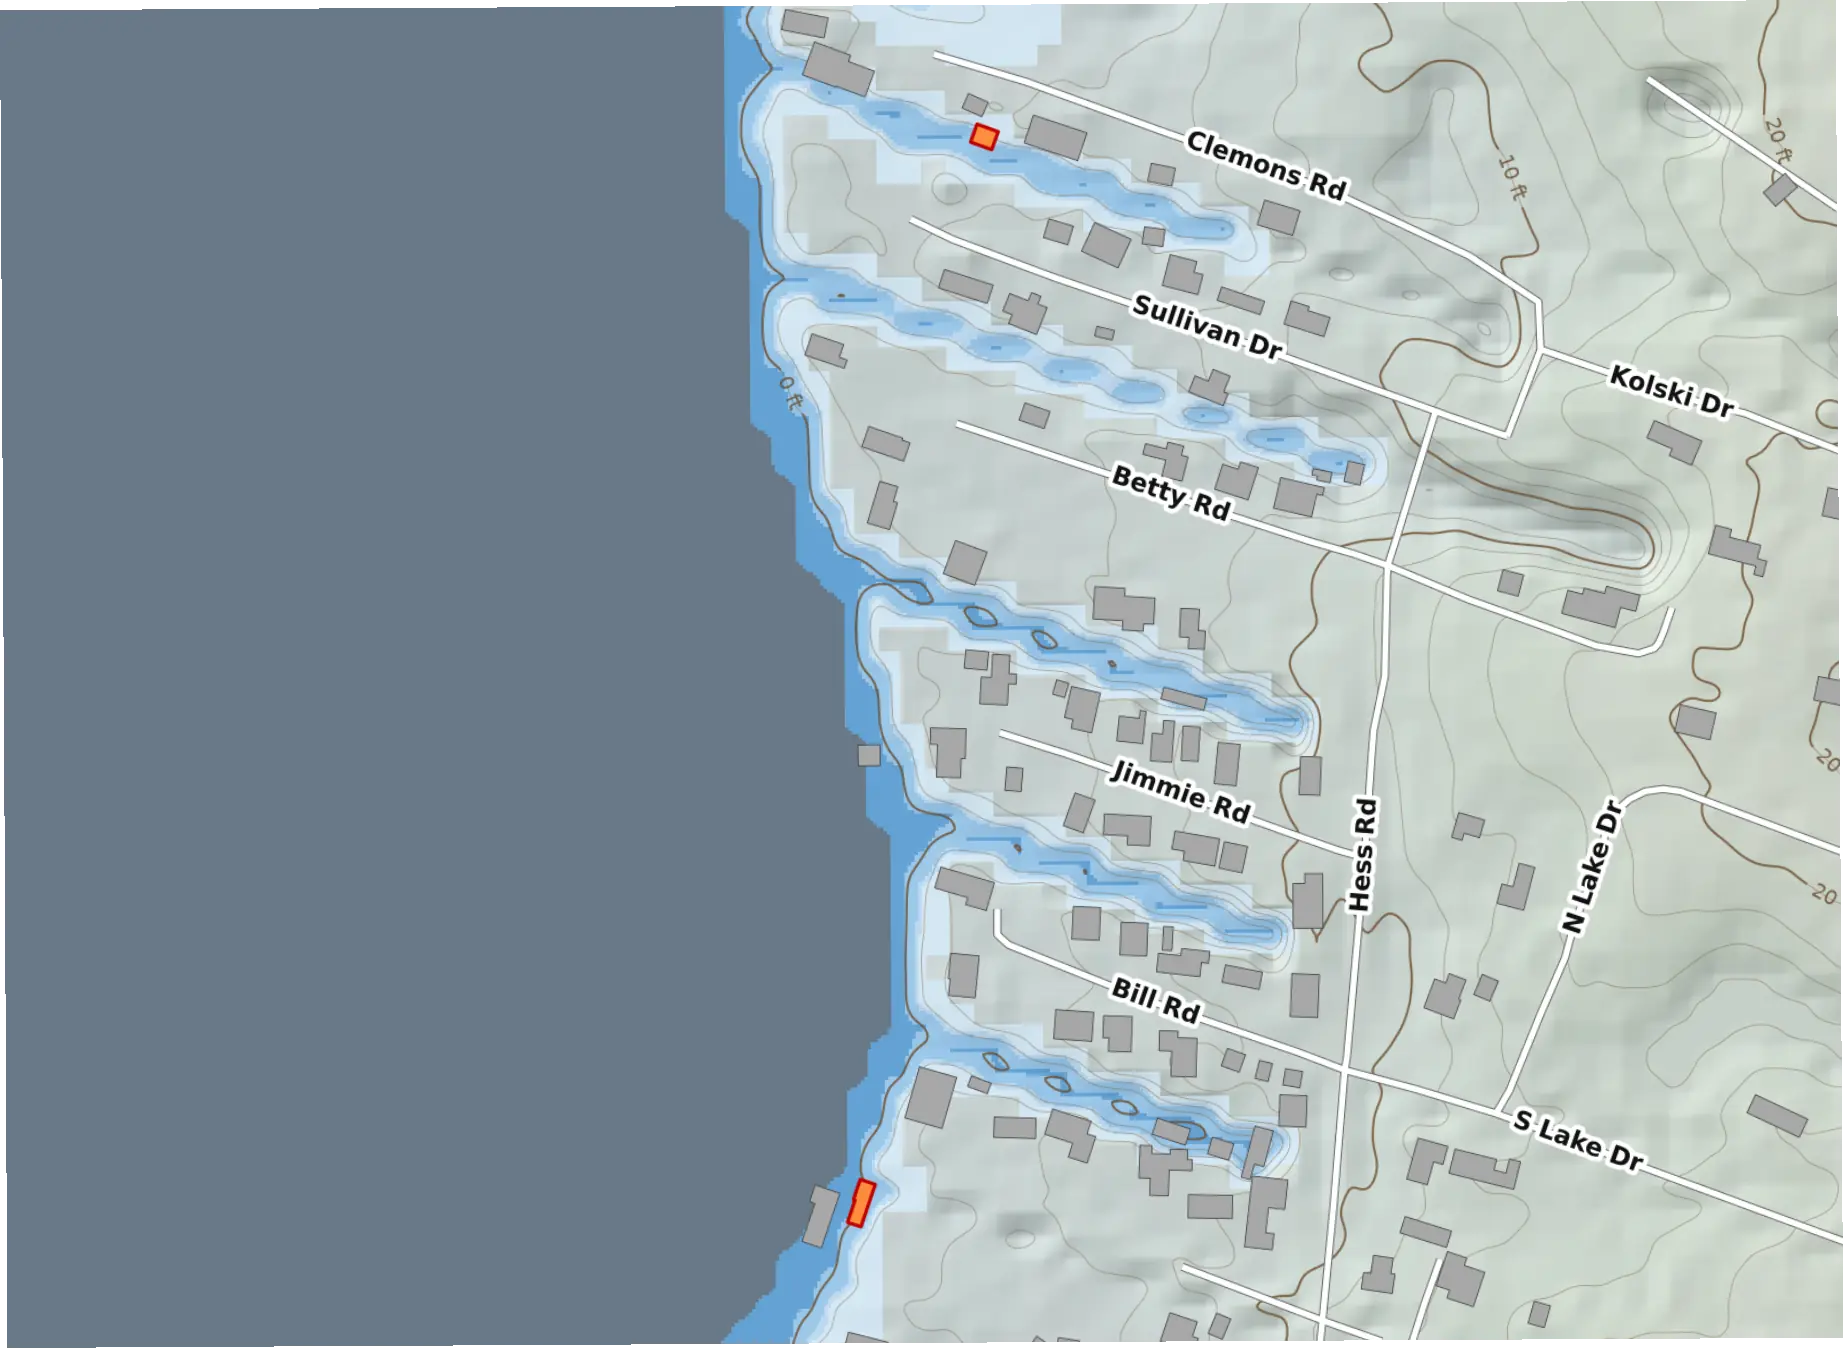 20 ft
Clemons Rd
10 ft
Sullivan Dr
Kolski Dr
0 ft
Betty Rd
20
Jimmie Rd
Hess Rd
N Lake Dr
20
Bill Rd
S Lake Dr